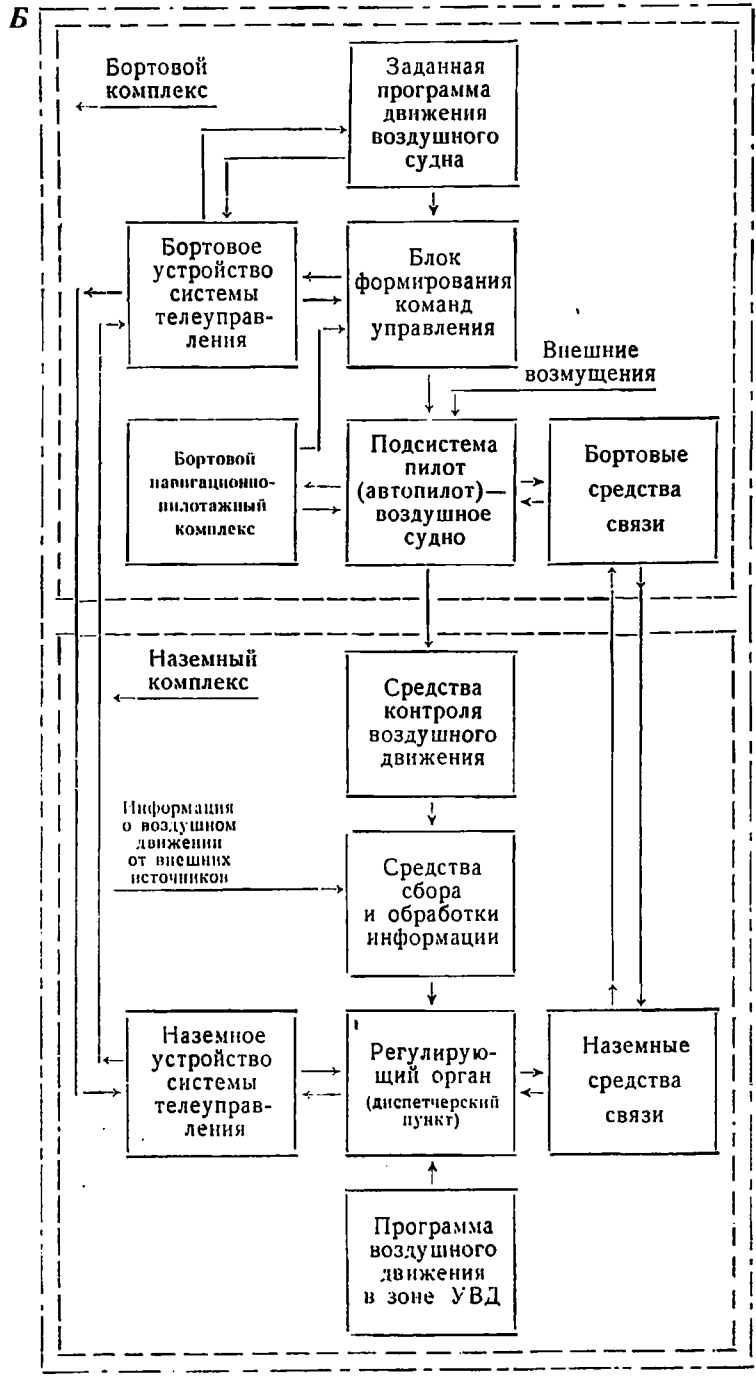 Б
Бортовой
комплекс
Заданная
программа
движения
воздушного
судна
Бортовое
устройство
системы
телеуправ-
ления
Блок
формирования
команд
управления
Внешние
возмущения
Бортовой
навигационно-
пилотажный
комплекс
Подсистема
пилот
(автопилот)—
воздушное
судно
Бортовые
средства
связи
Наземный
комплекс
Средства
контроля
воздушного
движения
Информация
о воздушном
движении
от внешних
источников
Средства
сбора
и обработки
информации
Наземное
устройство
системы
телеуправ-
ления
Регулирую-
щий орган
(диспетчерский
пункт)
Наземные
средства
связи
Программа
воздушного
движения
в зоне УВД